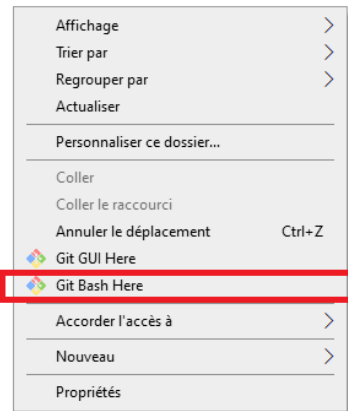 Affichage
Trier par
Regrouper par
Actualiser
Personnaliser ce dossier...
Coller
Coller le raccourci
Annuler le déplacement Ctrl+Z
Git GUI Here
Git Bash Here
Accorder l'accès à
Nouveau
Propriétés